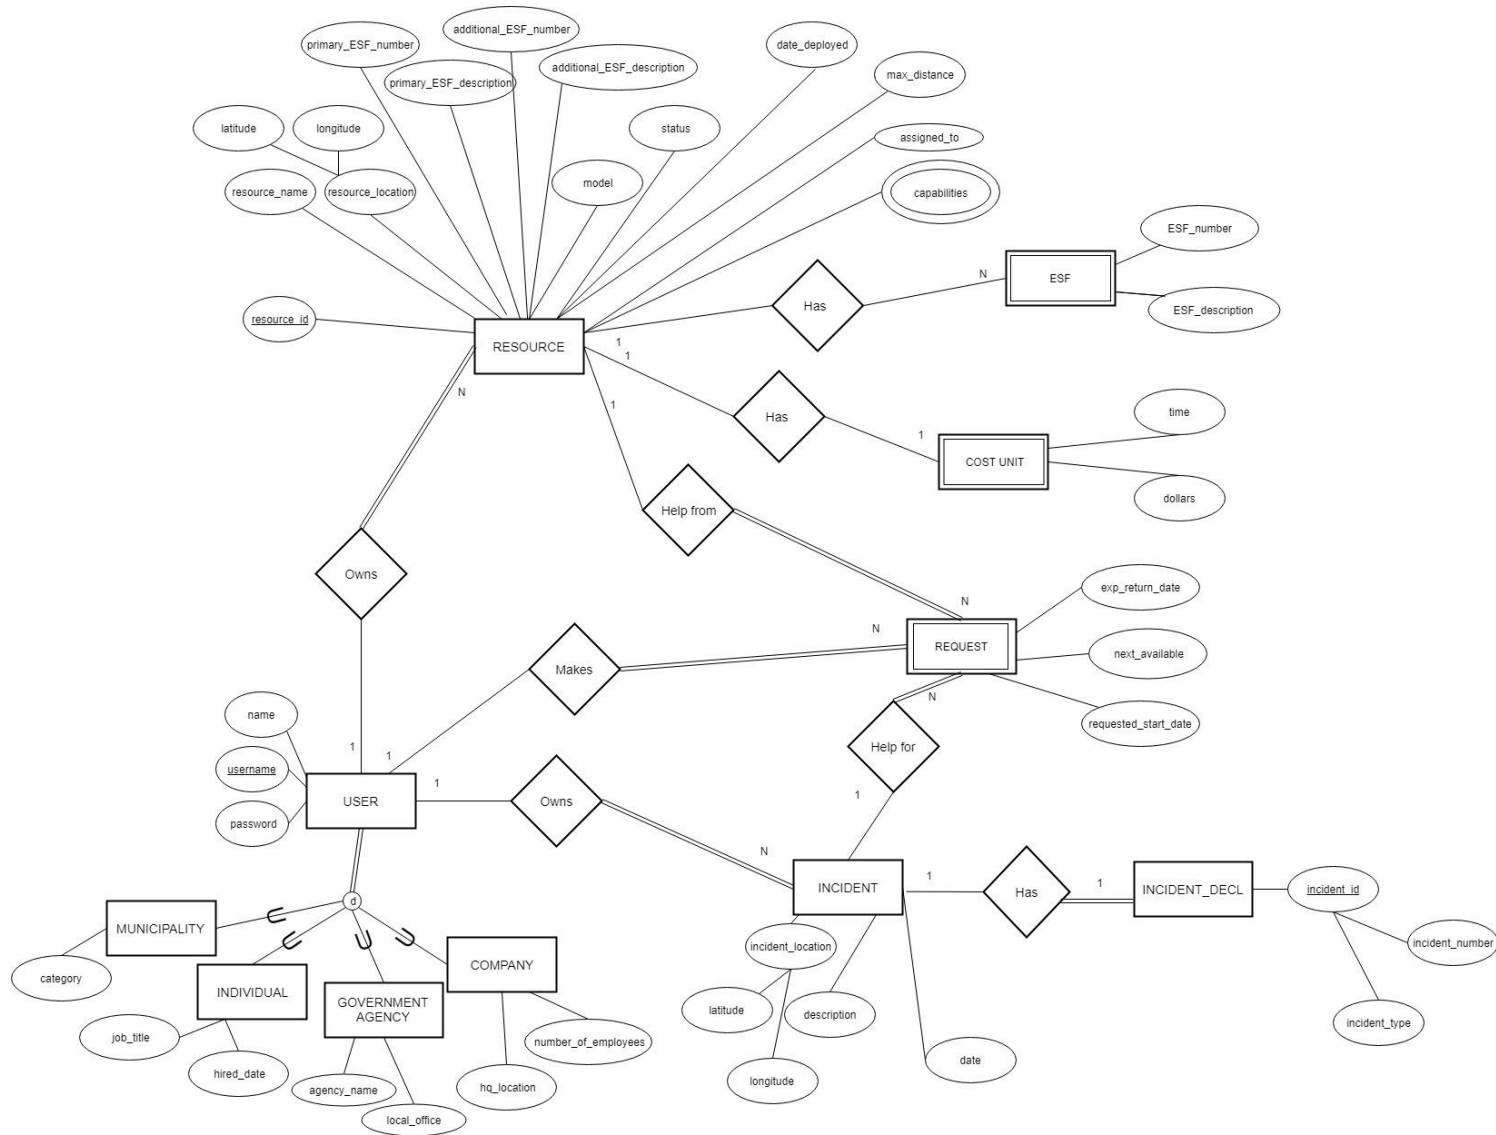 additional_ESF_number
primary_ESF_number
date_deployed
additional_ESF_description
max_distance
primary_ESF_description
latitude
longitude
status
assigned_to
model
resource_name
resource_location
capabilities
ESF_number
ESF
N
Has
ESF_description
resource_id
RESOURCE
1
1
N
1
Has
time
1
COST UNIT
dollars
Help from
Owns
exp_return_date
N
N
REQUEST
next_available
Makes
N
name
requested_start_date
1
1
Help for
username
1
1
USER
Owns
password
N
1
1
INCIDENT
Has
INCIDENT_DECL
incident_id
d
MUNICIPALITY
incident_location
incident_number
COMPANY
category
INDIVIDUAL
GOVERNMENT
AGENCY
latitude
description
incident_type
job_title
number_of_employees
hired_date
date
agency_name
hq_location
longitude
local_office